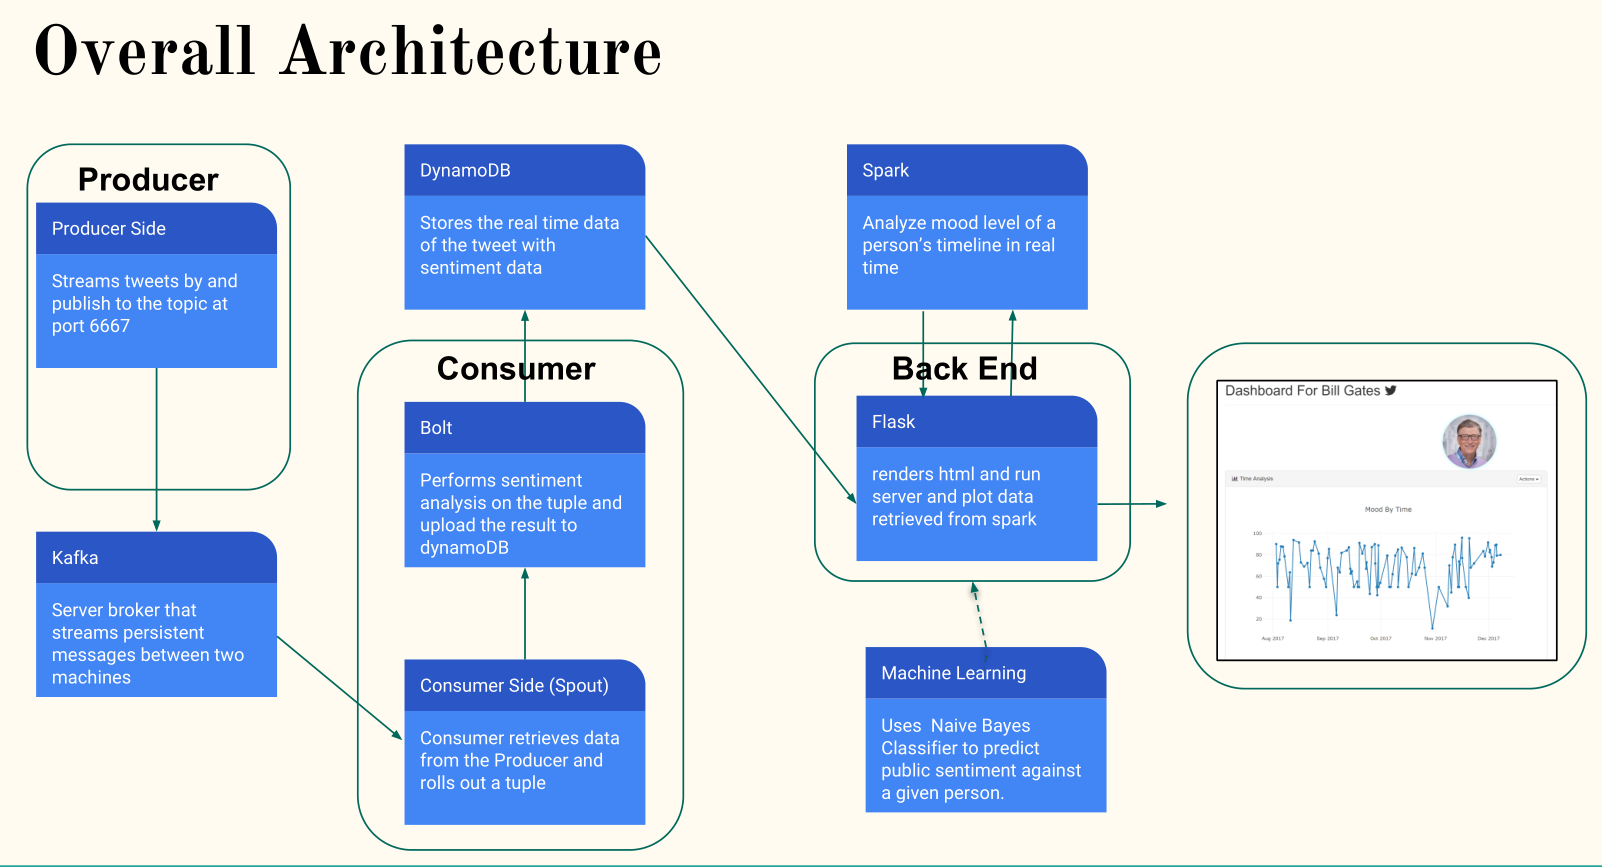 Overall Architecture
Producer
Producer Side
Streams tweets by and
publish to the topic at
port 6667
Kafka
Server broker that
streams persistent
messages between two
machines
DynamoDB
Stores the real time data
of the tweet with
sentiment data
Consumer
Bolt
Performs sentiment
analysis on the tuple and
upload the result to
dynamoDB
Consumer Side (Spout)
Consumer retrieves data
from the Producer and
rolls out a tuple
Spark
Analyze mood level of a
person's timeline in real
time
Back End
Flask
renders html and run
server and plot data
retrieved from spark
Machine Learning
Uses  Naive Bayes
Classifier to predict
public sentiment against
a given person.
Dashboard For Bill Gates
Time Analysis
Actions
Mood By Time
100
80
60
40
20
Aug 2017
Sep 2017
Oct 2017
Nov 2017
Dec 2017